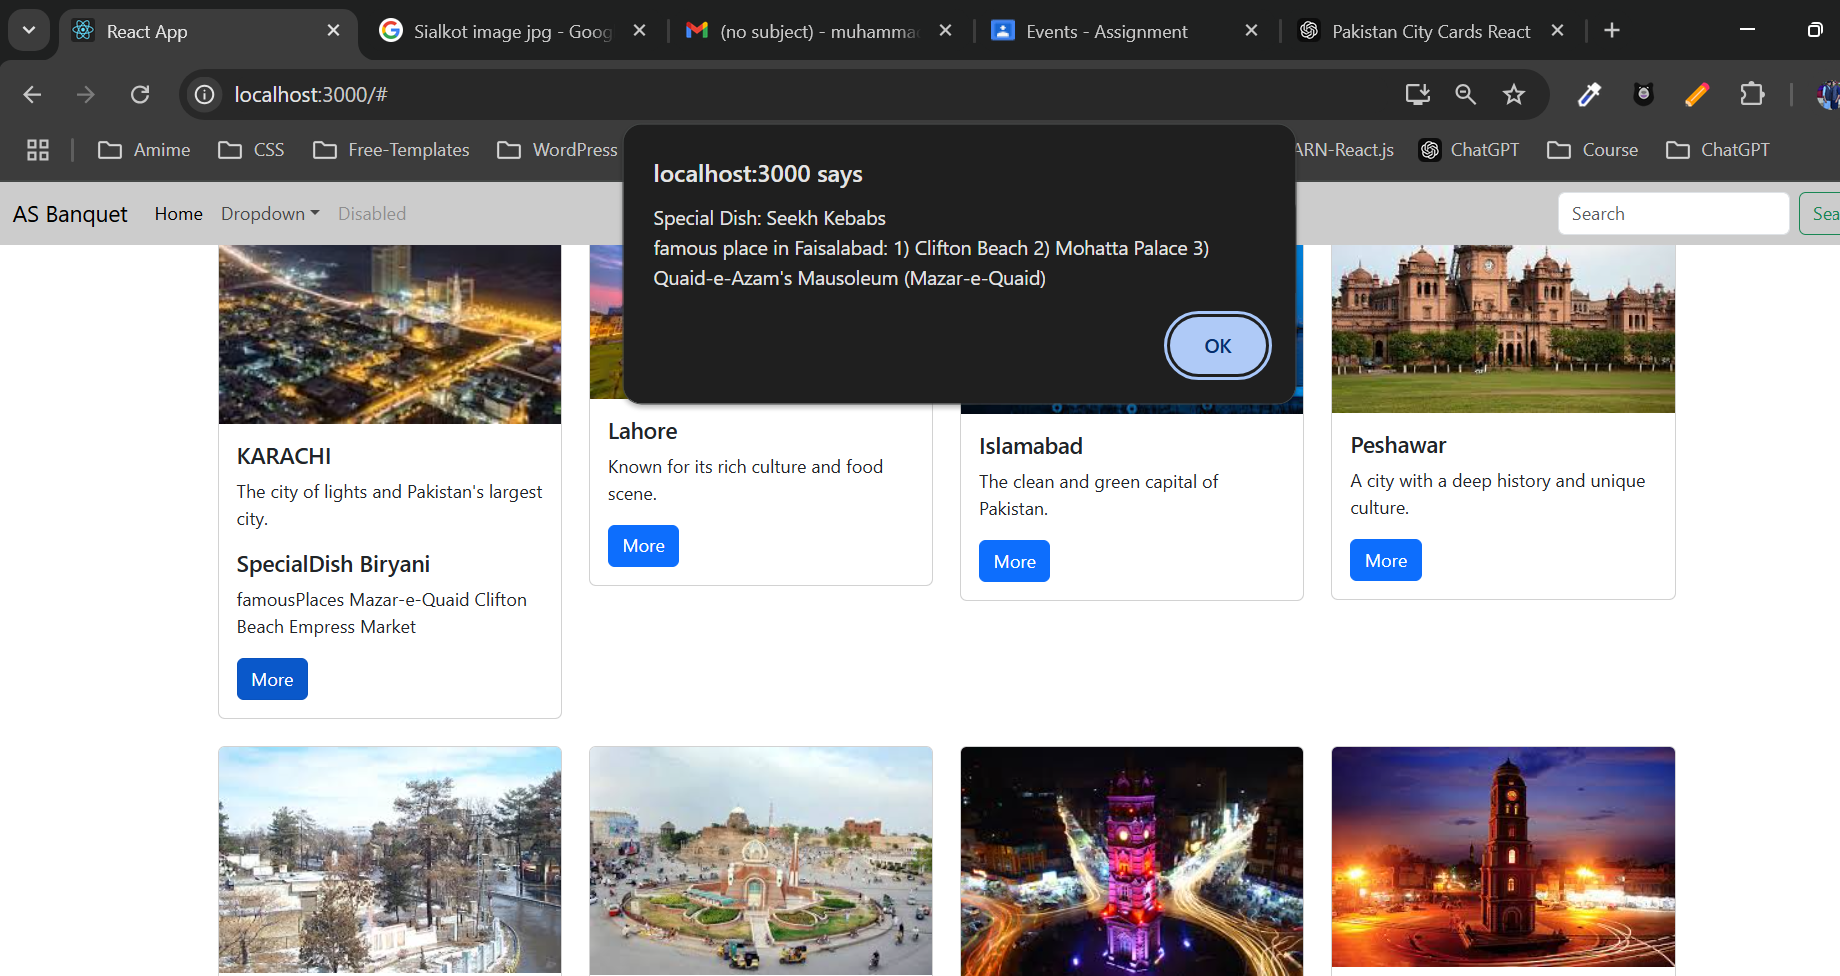 React App
Sialkot image jpg - Goog
(no subject) - muhammad
Events - Assignment
Pakistan City Cards React
localhost:3000/#
Amime
CSS
Free-Templates
WordPress
ARN-React.js
ChatGPT
Course
ChatGPT
localhost:3000 says
Special Dish: Seekh Kebabs
famous place in Faisalabad: 1) Clifton Beach 2) Mohatta Palace 3)
Quaid-e-Azam's Mausoleum (Mazar-e-Quaid)
OK
AS Banquet
Home
Dropdown
Disabled
Search
Sea
KARACHI
The city of lights and Pakistan's largest
city.
SpecialDish Biryani
famousPlaces Mazar-e-Quaid Clifton
Beach Empress Market
More
Lahore
Known for its rich culture and food
scene.
More
Islamabad
The clean and green capital of
Pakistan.
More
Peshawar
A city with a deep history and unique
culture.
More